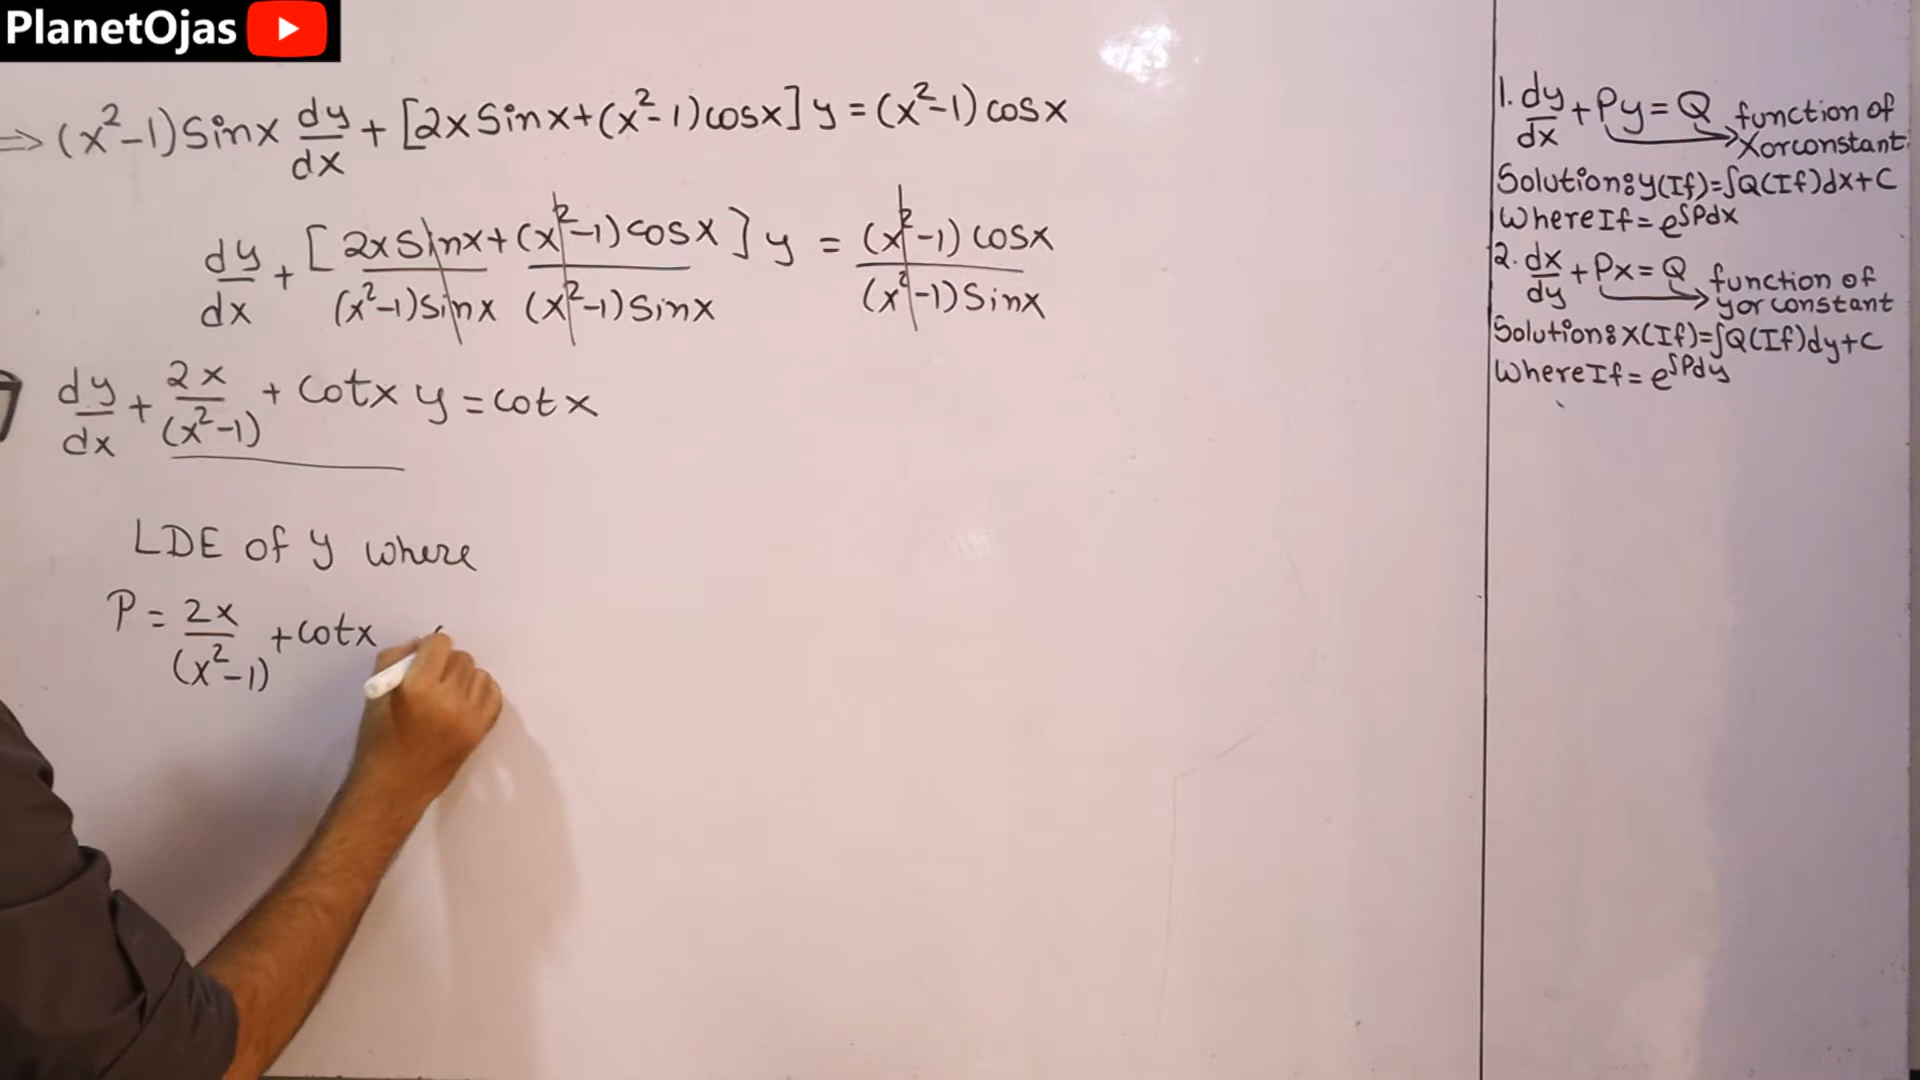 PlanetOjas
⇒ (x²-1) Sinx dy/dx + [2x Sinx + (x²-1) cosx] y = (x²-1) cosx
dy/dx + [2x Sinx/(x²-1) Sinx + (x²-1) cosx/(x²-1) Sinx] y = (x²-1) cosx/(x²-1) Sinx
dy/dx + 2x/(x²-1) + cotx y = cotx
LDE of y where
P = 2x/(x²-1) + cotx
1. dy/dx + Py = Q function of
x or constant
Solution: y(If) = ∫Q(If)dx + C
Where If = e^∫Pdx
2. dx/dy + Px = Q function of
y or constant
Solution: x(If) = ∫Q(If)dy + C
Where If = e^∫Pdy